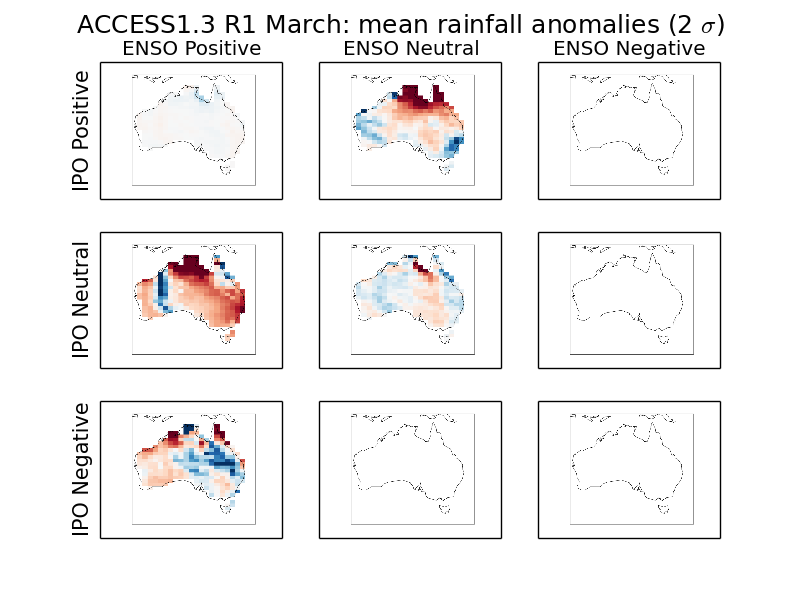 ACCESS1.3 R1 March: mean rainfall anomalies (2 σ)
ENSO Positive ENSO Neutral ENSO Negative
IPO Positive
IPO Neutral
IPO Negative